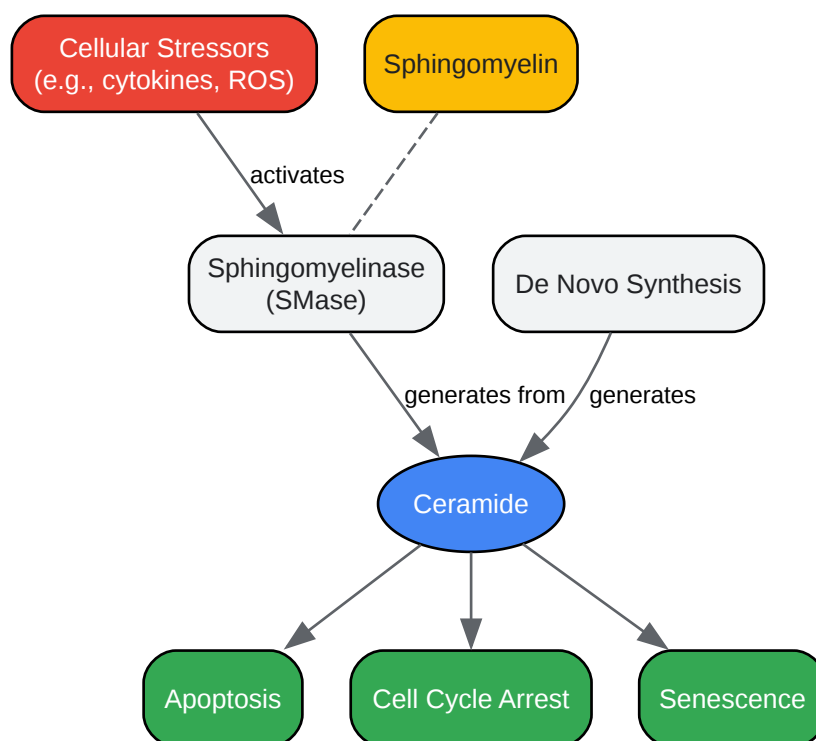 Cellular Stressors
(e.g., cytokines, ROS)
Sphingomyelin
activates
Sphingomyelinase
(SMase)
De Novo Synthesis
generates from
generates
Ceramide
Apoptosis
Cell Cycle Arrest
Senescence